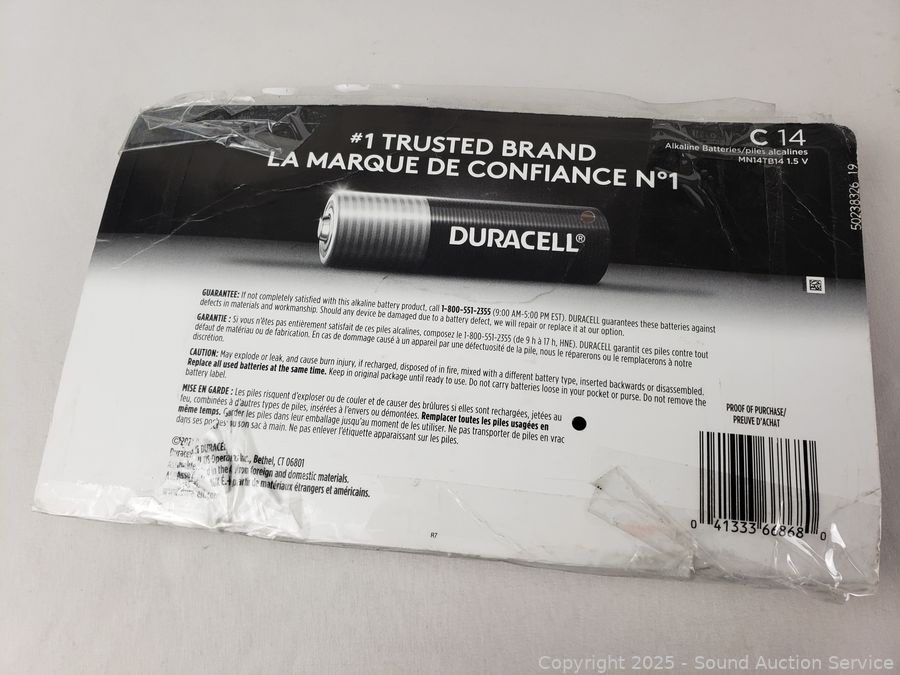 #1 TRUSTED BRAND
LA MARQUE DE CONFIANCE N°1
C 14
Alkaline Batteries/piles alcalines
MN14TB14 1.5 V
50238326_19
DURACELL®
GUARANTEE: If not completely satisfied with this alkaline battery product, call 1-800-551-2355 (9:00 AM-5:00 PM EST). DURACELL guarantees these batteries against
defects in materials and workmanship. Should any device be damaged due to a battery defect, we will repair or replace it at our option.
GARANTIE : Si vous n'êtes pas entièrement satisfait de ces piles alcalines, composez le 1-800-551-2355 (de 9 h à 17 h, HNE). DURACELL garantit ces piles contre tout
défaut de matériau ou de fabrication. En cas de dommage causé à un appareil par une défectuosité de la pile, nous le réparerons ou le remplacerons à notre
discrétion.
CAUTION: May explode or leak, and cause burn injury, if recharged, disposed of in fire, mixed with a different battery type, inserted backwards or disassembled.
Replace all used batteries at the same time. Keep in original package until ready to use. Do not carry batteries loose in your pocket or purse. Do not remove the
battery label.
MISE EN GARDE : Les piles risquent d'exploser ou de couler et de causer des brûlures si elles sont rechargées, jetées au
feu, combinées à d'autres types de piles, insérées à l'envers ou démontées. Remplacer toutes les piles usagées en
même temps. Garder les piles dans leur emballage jusqu'au moment de les utiliser. Ne pas transporter de piles en vrac
dans ses poches ou son sac à main. Ne pas enlever l'étiquette apparaissant sur les piles.
DURACELL
Bethel, CT 06801
foreign and domestic materials.
partir de matériaux étrangers et américains.
PROOF OF PURCHASE/
PREUVE D'ACHAT
0 41333 66868 0
R7
Copyright © 2025 - Sound Auction Service